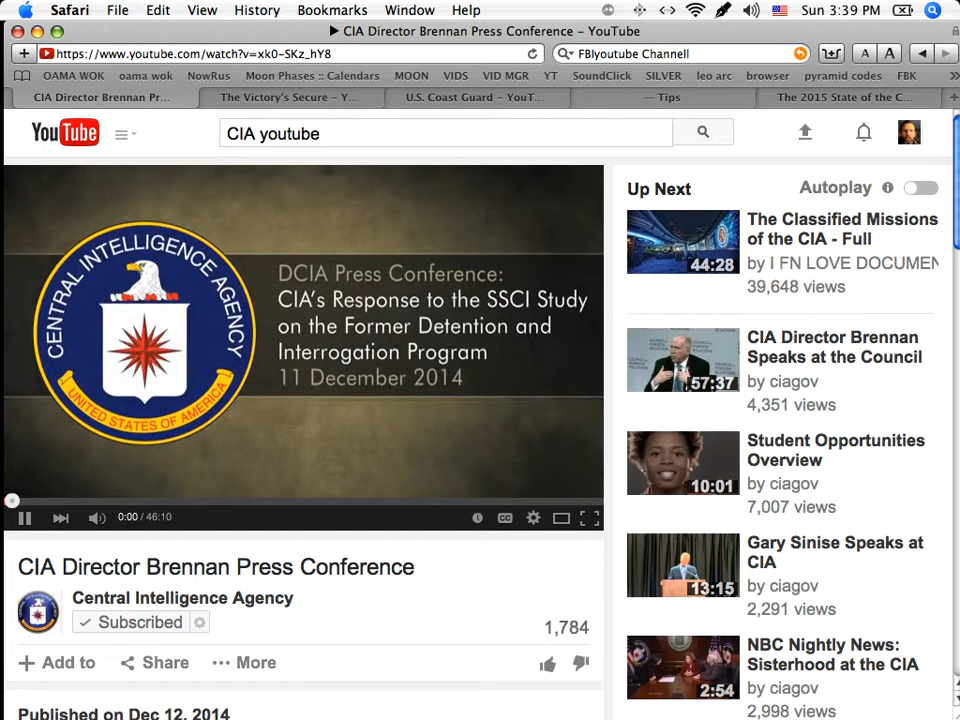 Safari File Edit View History Bookmarks Window Help Sun 3:39 PM
CIA Director Brennan Press Conference – YouTube
https://www.youtube.com/watch?v=xk0-SKz_hY8
FBIyoutube Channell
A A
OAMA WOK oama wok NowRus Moon Phases :: Calendars MOON VIDS VID MGR YT SoundClick SILVER leo arc browser pyramid codes FBK
CIA Director Brennan Pr... The Victory's Secure – Y... U.S. Coast Guard – YouT... — Tips The 2015 State of the C...
YouTube
CIA youtube
CENTRAL INTELLIGENCE AGENCY
UNITED STATES OF AMERICA
DCIA Press Conference:
CIA's Response to the SSCI Study
on the Former Detention and
Interrogation Program
11 December 2014
0:00 / 46:10
CC
CIA Director Brennan Press Conference
Central Intelligence Agency
Subscribed
1,784
Add to Share More
Published on Dec 12, 2014
Up Next
Autoplay
44:28
The Classified Missions
of the CIA - Full
by I FN LOVE DOCUMEN
39,648 views
57:37
CIA Director Brennan
Speaks at the Council
by ciagov
4,351 views
10:01
Student Opportunities
Overview
by ciagov
7,007 views
13:15
Gary Sinise Speaks at
CIA
by ciagov
2,291 views
2:54
NBC Nightly News:
Sisterhood at the CIA
by ciagov
2,998 views